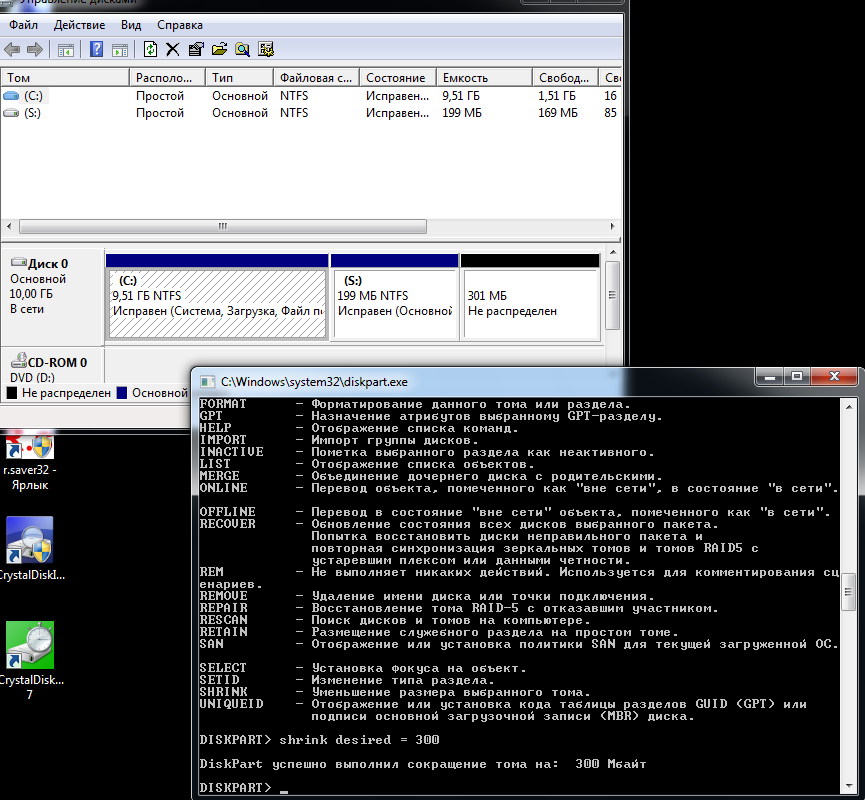 Управление дисками
Файл Действие Вид Справка
Том Располо... Тип Файловая с... Состояние Емкость Свобод... Св
(C:) Простой Основной NTFS Исправен... 9,51 ГБ 1,51 ГБ 16
(S:) Простой Основной NTFS Исправен... 199 МБ 169 МБ 85
Диск 0
Основной
10,00 ГБ
В сети
(C:)
9,51 ГБ NTFS
Исправен (Система, Загрузка, Файл по
(S:)
199 МБ NTFS
Исправен (Основной
301 МБ
Не распределен
CD-ROM 0
DVD (D:)
Не распределен Основной
r.saver32 -
Ярлык
CrystalDiskI...
CrystalDisk...
7
C:\Windows\system32\diskpart.exe
FORMAT - Форматирование данного тома или раздела.
GPT - Назначение атрибутов выбранному GPT-разделу.
HELP - Отображение списка команд.
IMPORT - Импорт группы дисков.
INACTIVE - Пометка выбранного раздела как неактивного.
LIST - Отображение списка объектов.
MERGE - Объединение дочернего диска с родительскими.
ONLINE - Перевод объекта, помеченного как "вне сети", в состояние "в сети".
OFFLINE - Перевод в состояние "вне сети" объекта, помеченного как "в сети".
RECOVER - Обновление состояния всех дисков выбранного пакета.
Попытка восстановить диски неправильного пакета и
повторная синхронизация зеркальных томов и томов RAID5 с
устаревшим плексом или данными четности.
REM - Не выполняет никаких действий. Используется для комментирования сц
енариев.
REMOVE - Удаление имени диска или точки подключения.
REPAIR - Восстановление тома RAID-5 с отказавшим участником.
RESCAN - Поиск дисков и томов на компьютере.
RETAIN - Размещение служебного раздела на простом томе.
SAN - Отображение или установка политики SAN для текущей загруженной ОС.
SELECT - Установка фокуса на объект.
SETID - Изменение типа раздела.
SHRINK - Уменьшение размера выбранного тома.
UNIQUEID - Отображение или установка кода таблицы разделов GUID (GPT) или
подписи основной загрузочной записи (MBR) диска.
DISKPART> shrink desired = 300
DiskPart успешно выполнил сокращение тома на: 300 Мбайт
DISKPART> _